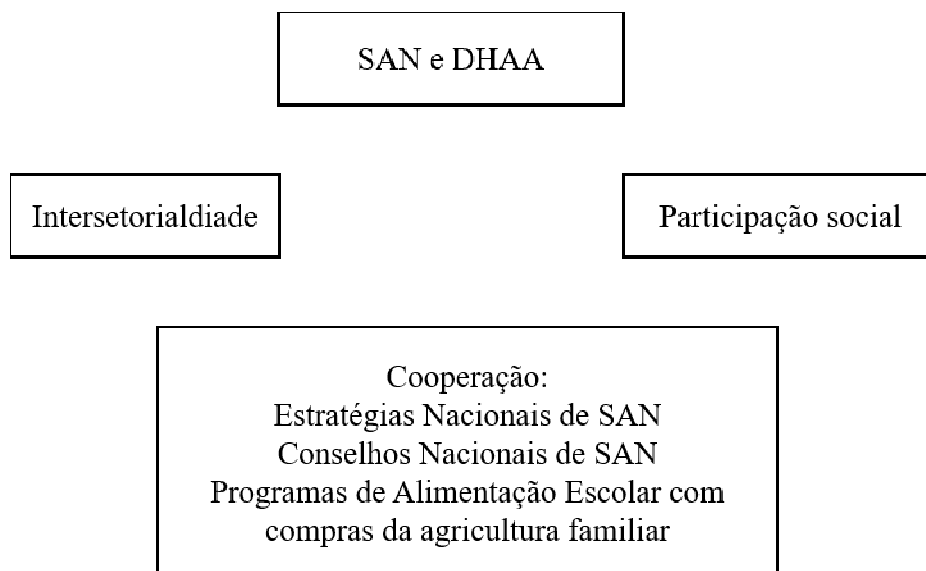 SAN e DHAA
Intersetorialdiade
Participação social
Cooperação:
Estratégias Nacionais de SAN
Conselhos Nacionais de SAN
Programas de Alimentação Escolar com
compras da agricultura familiar